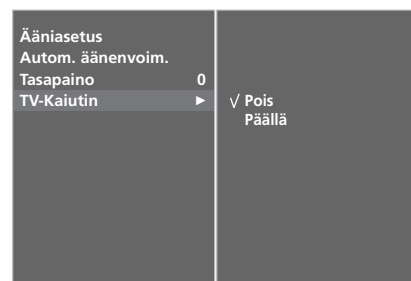 Ääniasetus
Autom. äänenvoim.
Tasapaino 0
TV-Kaiutin ►
√ Pois
Päällä